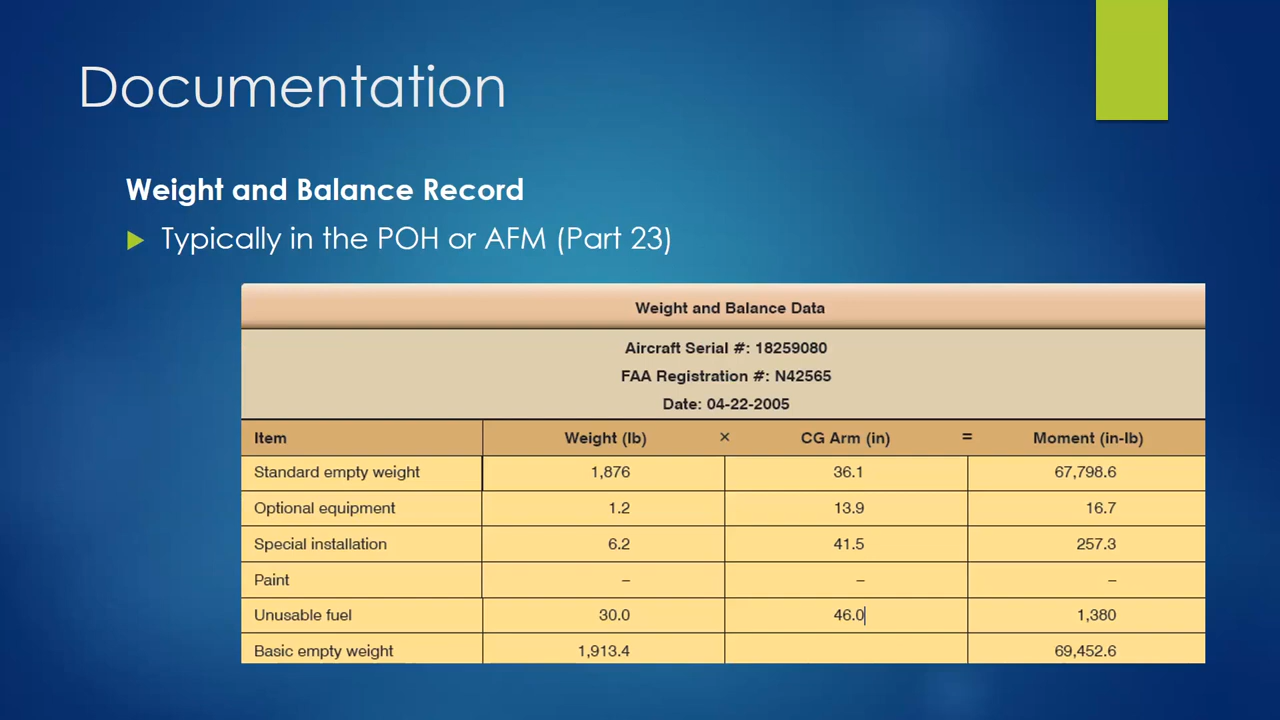 Documentation
Weight and Balance Record
Typically in the POH or AFM (Part 23)
Weight and Balance Data
Aircraft Serial #: 18259080
FAA Registration #: N42565
Date: 04-22-2005
Item Weight (lb) × CG Arm (in) = Moment (in-lb)
Standard empty weight 1,876 36.1 67,798.6
Optional equipment 1.2 13.9 16.7
Special installation 6.2 41.5 257.3
Paint – – –
Unusable fuel 30.0 46.0 1,380
Basic empty weight 1,913.4 69,452.6